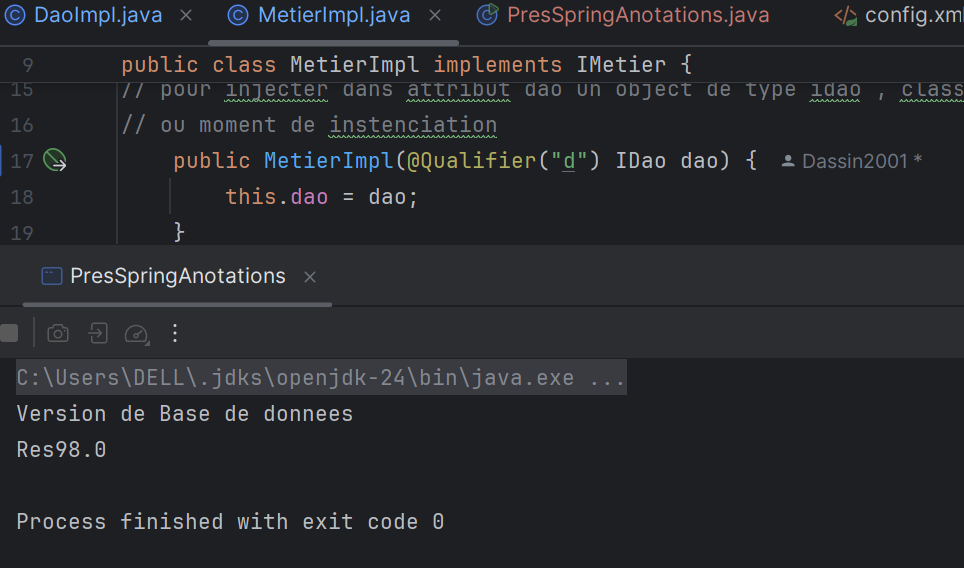 DaoImpl.java × MetierImpl.java × PresSpringAnotations.java config.xml
9 public class MetierImpl implements IMetier {
15 // pour injecter dans attribut dao un object de type idao , class
16 // ou moment de instenciation
17 public MetierImpl(@Qualifier("d") IDao dao) { Dassin2001 *
18 this.dao = dao;
19 }
PresSpringAnotations ×
C:\Users\DELL\.jdks\openjdk-24\bin\java.exe ...
Version de Base de donnees
Res98.0
Process finished with exit code 0